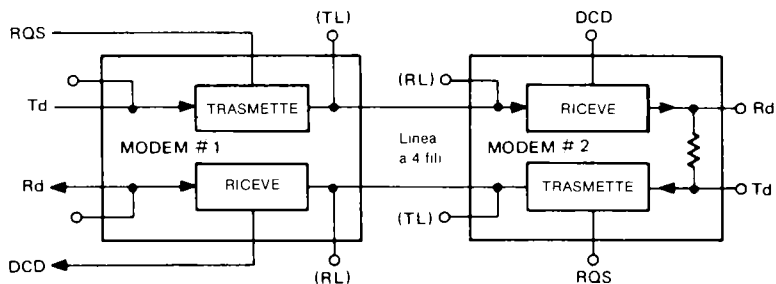 (TL)
DCD
RQS
(RL)
Td
TRASMETTE
RICEVE
Rd
MODEM # 1
Linea
a 4 fili
MODEM # 2
Rd
RICEVE
TRASMETTE
Td
(TL)
DCD
(RL)
RQS